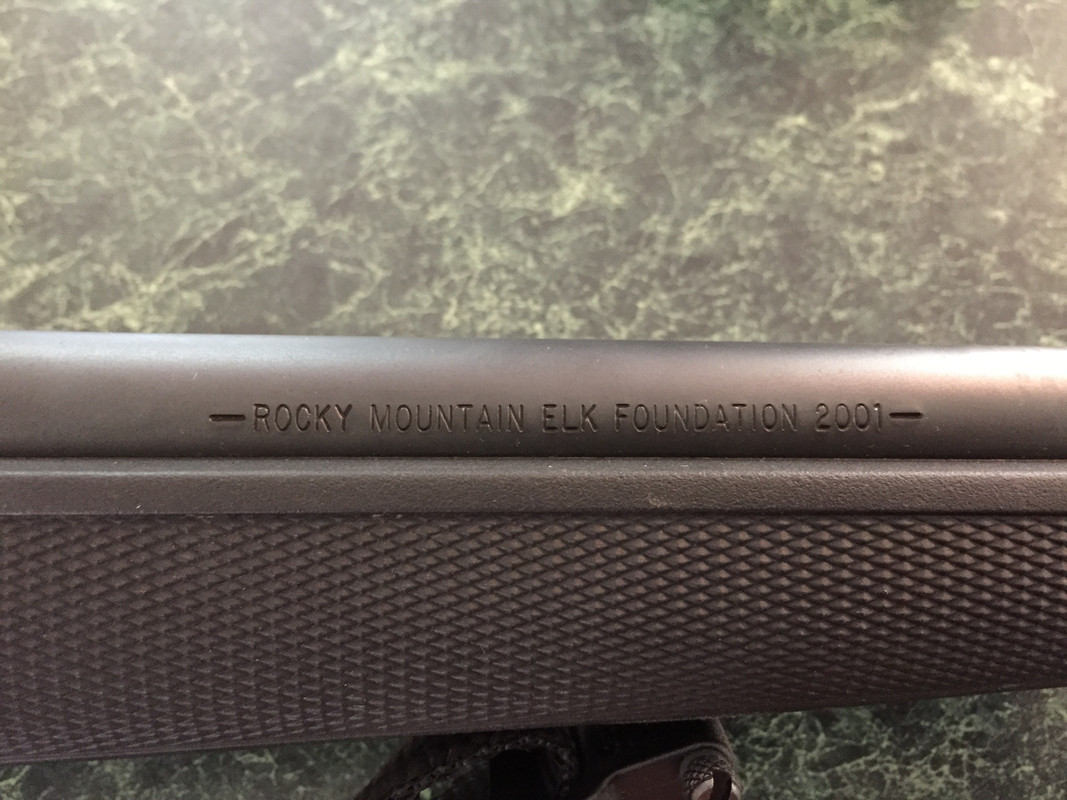 —ROCKY MOUNTAIN ELK FOUNDATION 2001—